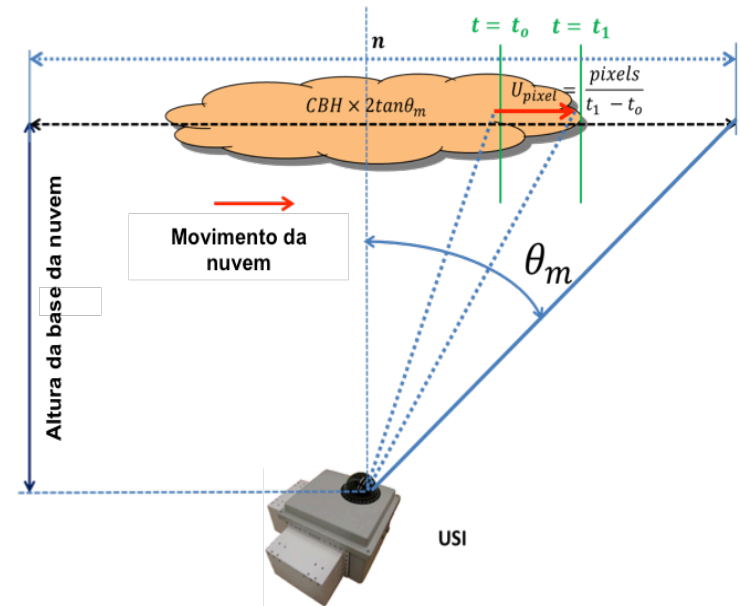 t = t_o
t = t_1
n
U_pixel = pixels / (t_1 − t_o)
CBH × 2tanθ_m
Movimento da
nuvem
θ_m
Altura da base da nuvem
USI